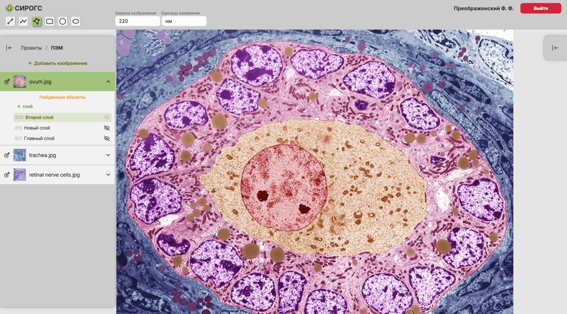 СИРОГС
Ширина изображения:
220
Единицы измерения:
нм
Преображенский Ф. Ф.
Выйти
Проекты / ПЭМ
+ Добавить изображение
ovum.jpg
Найденные объекты
+ слой
Второй слой
Новый слой
Главный слой
trachea.jpg
retinal nerve cells.jpg